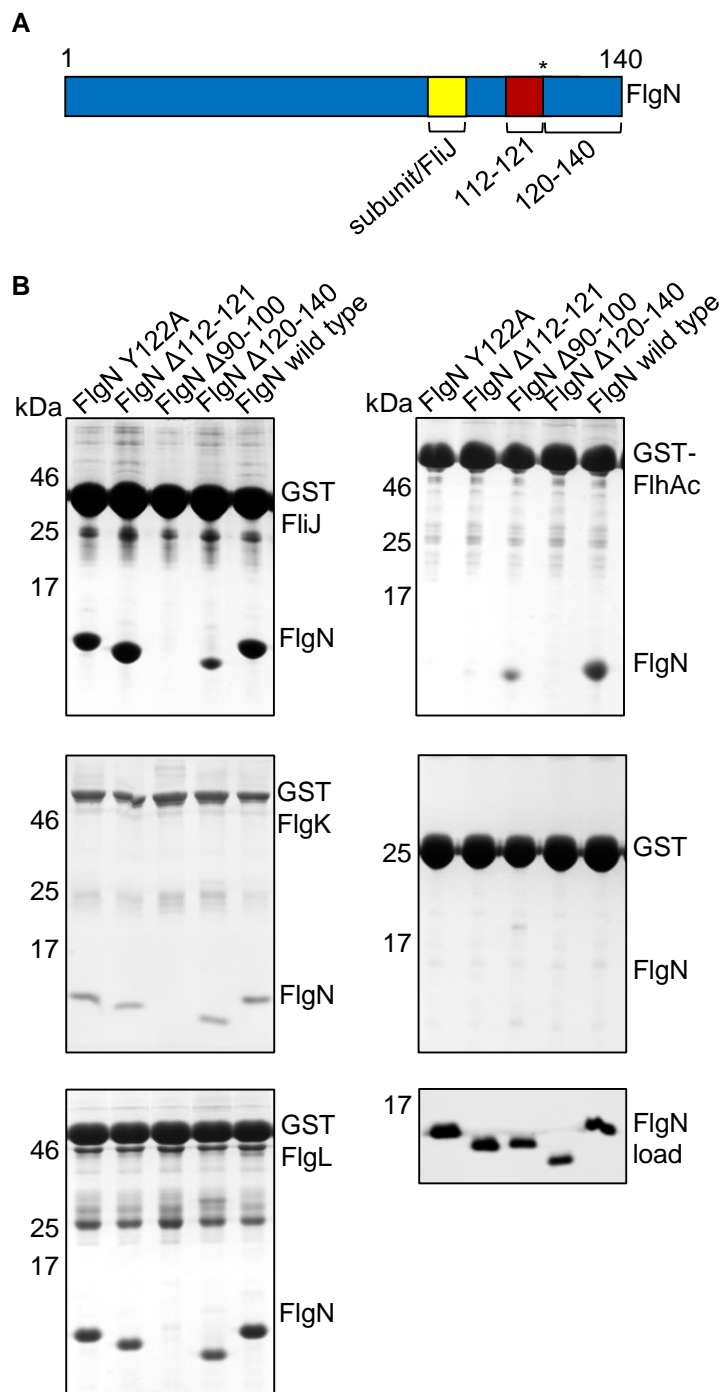 A
1
*
140
FlgN
subunit/FliJ
112-121
120-140
B
kDa
FlgN Y122A
FlgN Δ112-121
FlgN Δ90-100
FlgN Δ120-140
FlgN wild type
46
25
17
GST
FliJ
FlgN
kDa
FlgN Y122A
FlgN Δ112-121
FlgN Δ90-100
FlgN Δ120-140
FlgN wild type
46
25
17
GST-
FlhAc
FlgN
46
25
17
GST
FlgK
FlgN
25
17
GST
FlgN
46
25
17
GST
FlgL
FlgN
17
FlgN
load